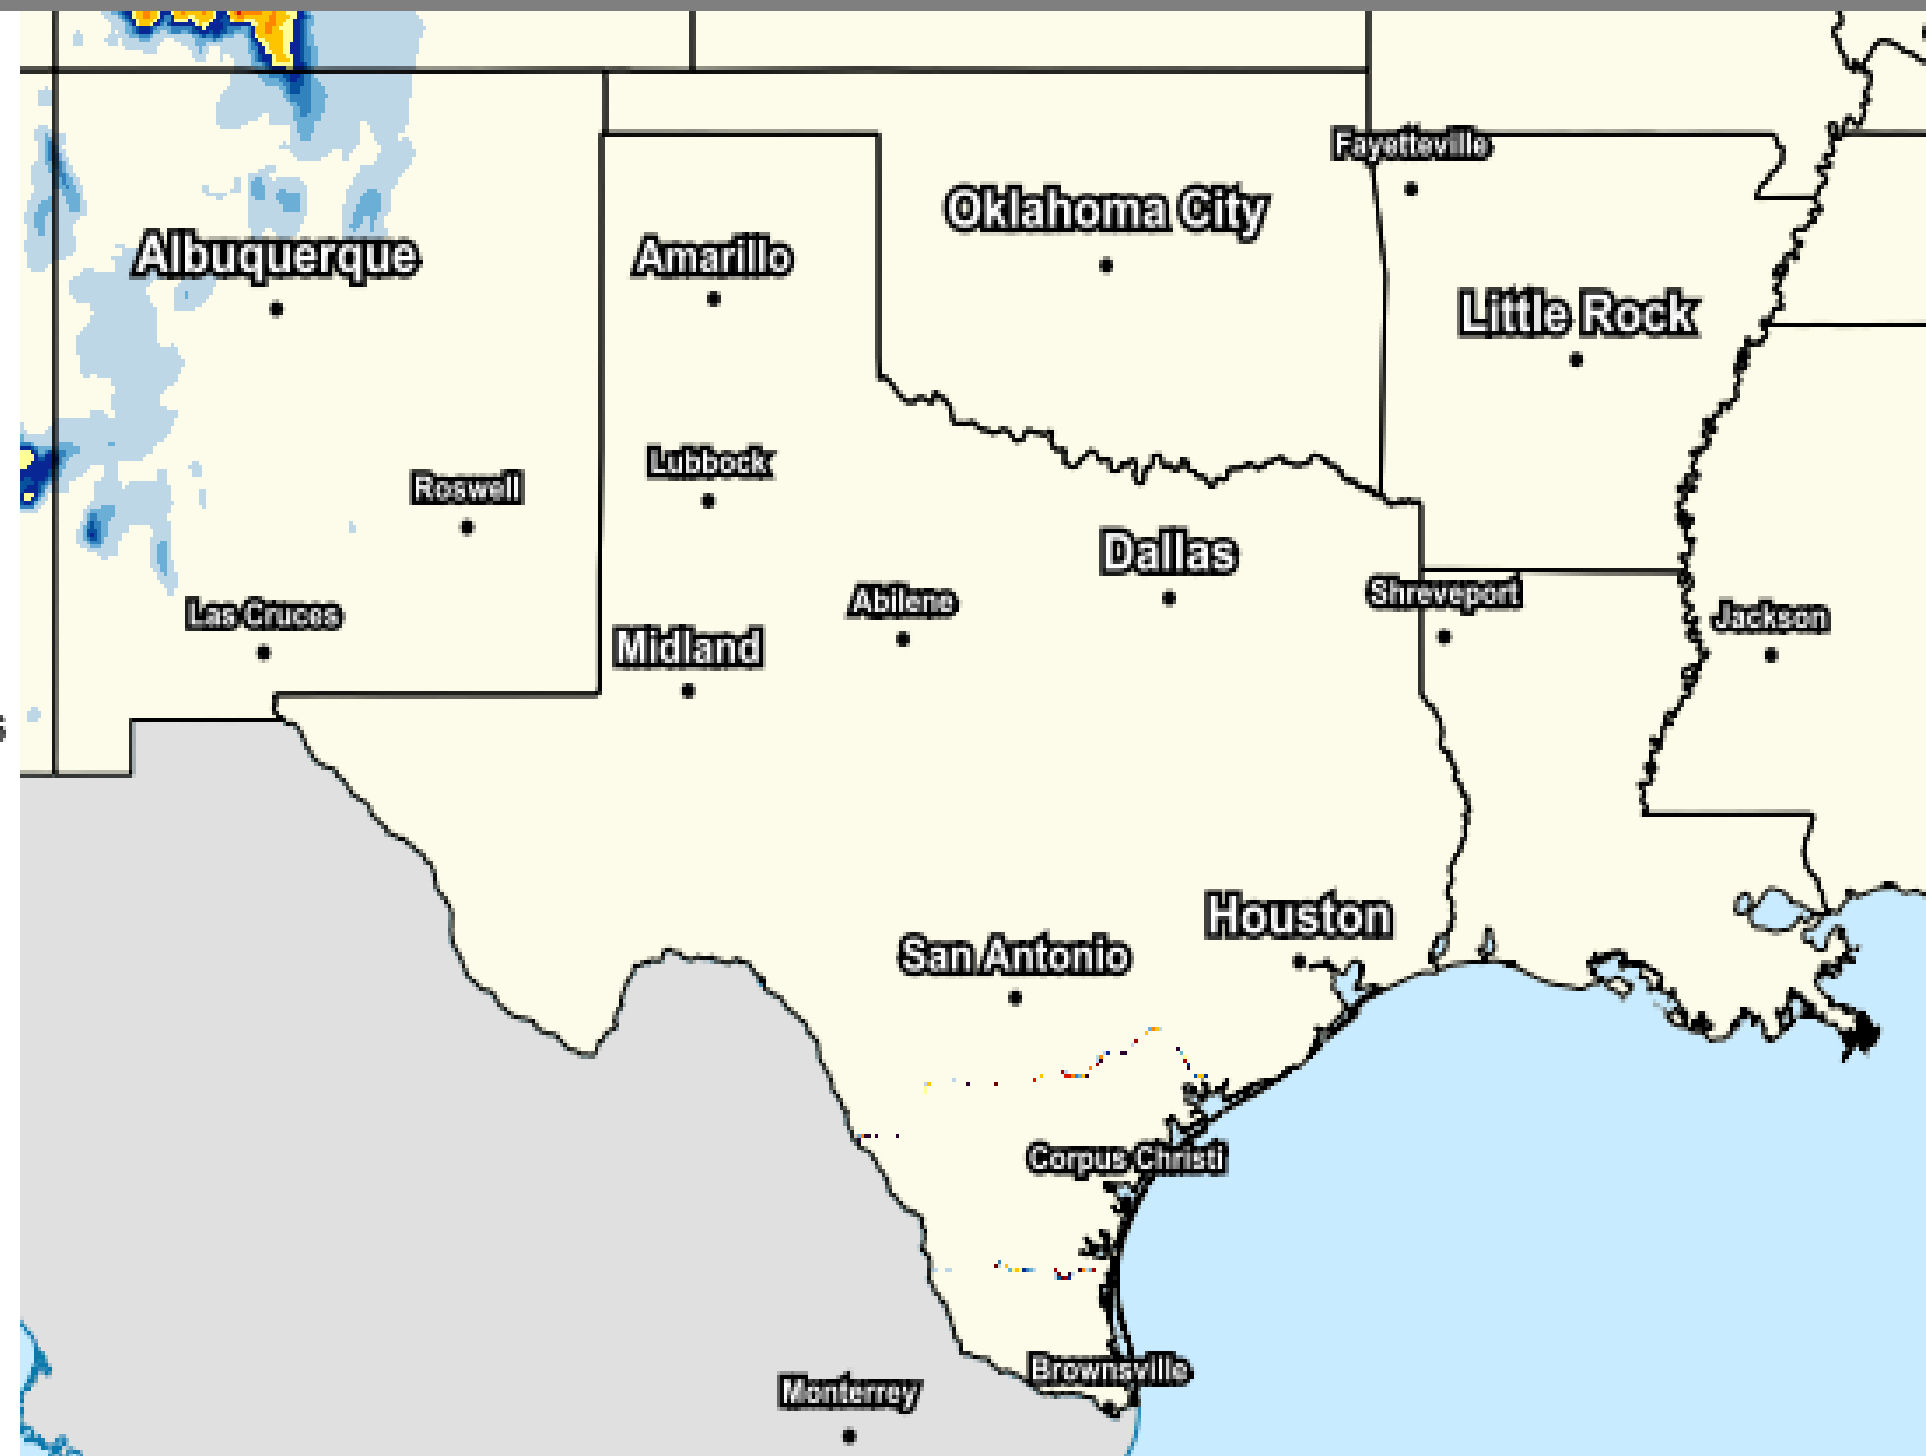 Fayetteville
Oklahoma City
Albuquerque
Amarillo
Little Rock
Lubbock
Roswell
Dallas
Shreveport
Abilene
Jackson
Las Cruces
Midland
Houston
San Antonio
Corpus Christi
Brownsville
Monterrey